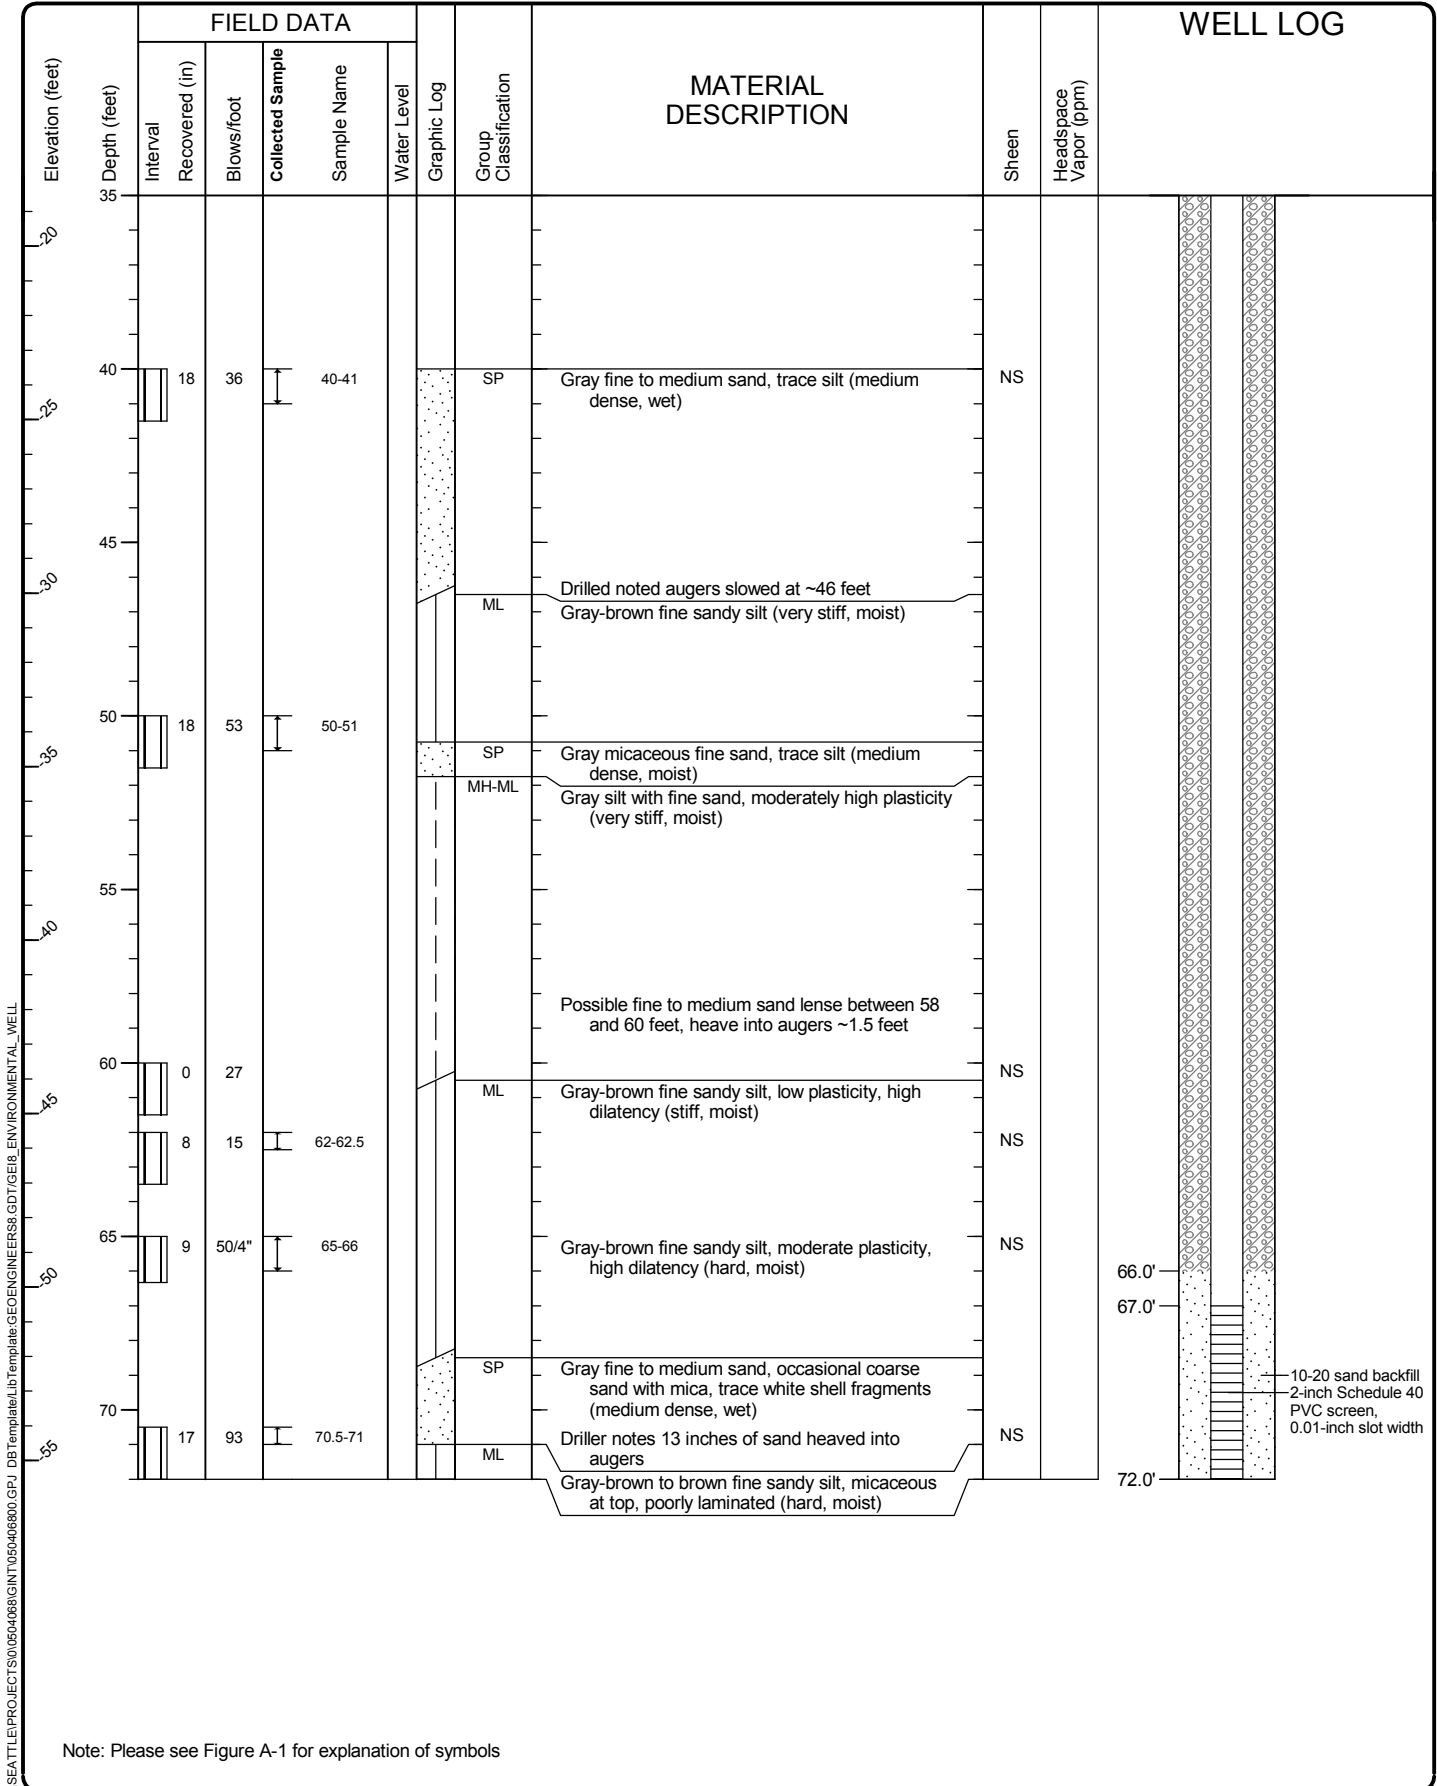 FIELD DATA
WELL LOG
Elevation (feet)
Depth (feet)
Interval
Recovered (in)
Blows/foot
Collected Sample
Sample Name
Water Level
Graphic Log
Group
Classification
MATERIAL
DESCRIPTION
Sheen
Headspace
Vapor (ppm)
35
-20
40
18
36
40-41
SP
Gray fine to medium sand, trace silt (medium
dense, wet)
NS
-25
45
-30
Drilled noted augers slowed at ~46 feet
ML
Gray-brown fine sandy silt (very stiff, moist)
50
18
53
50-51
-35
SP
Gray micaceous fine sand, trace silt (medium
dense, moist)
MH-ML
Gray silt with fine sand, moderately high plasticity
(very stiff, moist)
55
-40
Possible fine to medium sand lense between 58
and 60 feet, heave into augers ~1.5 feet
60
0
27
NS
-45
ML
Gray-brown fine sandy silt, low plasticity, high
dilatency (stiff, moist)
8
15
62-62.5
NS
65
9
50/4"
65-66
Gray-brown fine sandy silt, moderate plasticity,
high dilatency (hard, moist)
NS
-50
66.0'
67.0'
SP
Gray fine to medium sand, occasional coarse
sand with mica, trace white shell fragments
(medium dense, wet)
10-20 sand backfill
2-inch Schedule 40
PVC screen,
0.01-inch slot width
70
17
93
70.5-71
Driller notes 13 inches of sand heaved into
augers
NS
-55
ML
Gray-brown to brown fine sandy silt, micaceous
at top, poorly laminated (hard, moist)
72.0'
SEATTLE\PROJECTS\0\0504068\GINT\050406800.GPJ DBTemplate/LibTemplate:GEOENGINEERS8.GDT/GEI8_ENVIRONMENTAL_WELL
Note: Please see Figure A-1 for explanation of symbols